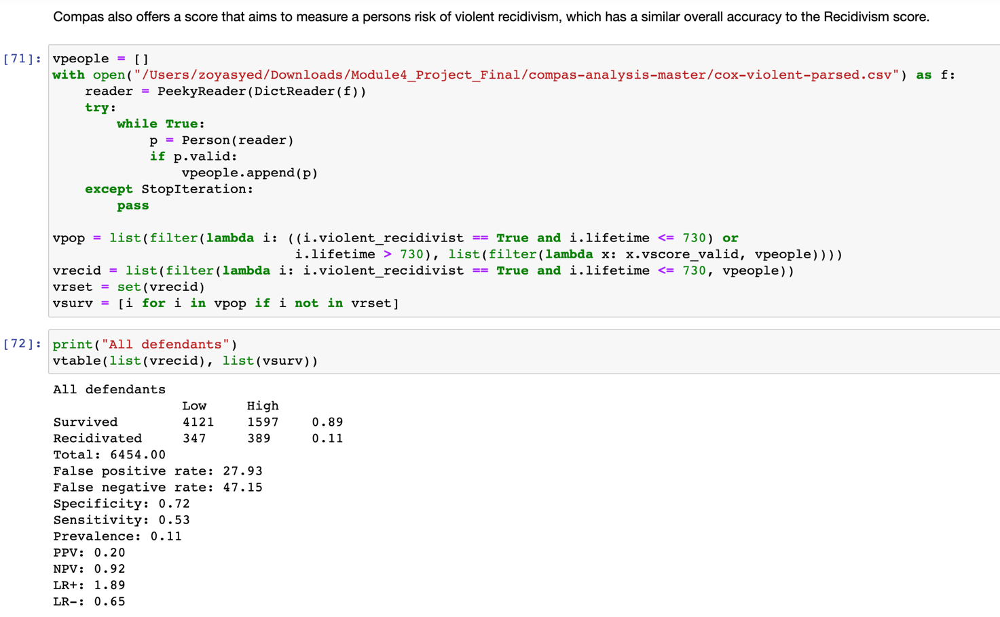 Compas also offers a score that aims to measure a persons risk of violent recidivism, which has a similar overall accuracy to the Recidivism score.
[71]: vpeople = []
with open("/Users/zoyasyed/Downloads/Module4_Project_Final/compas-analysis-master/cox-violent-parsed.csv") as f:
    reader = PeekyReader(DictReader(f))
    try:
        while True:
            p = Person(reader)
            if p.valid:
                vpeople.append(p)
    except StopIteration:
        pass
vpop = list(filter(lambda i: ((i.violent_recidivist == True and i.lifetime <= 730) or
                              i.lifetime > 730), list(filter(lambda x: x.vscore_valid, vpeople))))
vrecid = list(filter(lambda i: i.violent_recidivist == True and i.lifetime <= 730, vpeople))
vrset = set(vrecid)
vsurv = [i for i in vpop if i not in vrset]
[72]: print("All defendants")
vtable(list(vrecid), list(vsurv))
All defendants
                Low     High
Survived        4121    1597    0.89
Recidivated     347     389     0.11
Total: 6454.00
False positive rate: 27.93
False negative rate: 47.15
Specificity: 0.72
Sensitivity: 0.53
Prevalence: 0.11
PPV: 0.20
NPV: 0.92
LR+: 1.89
LR-: 0.65